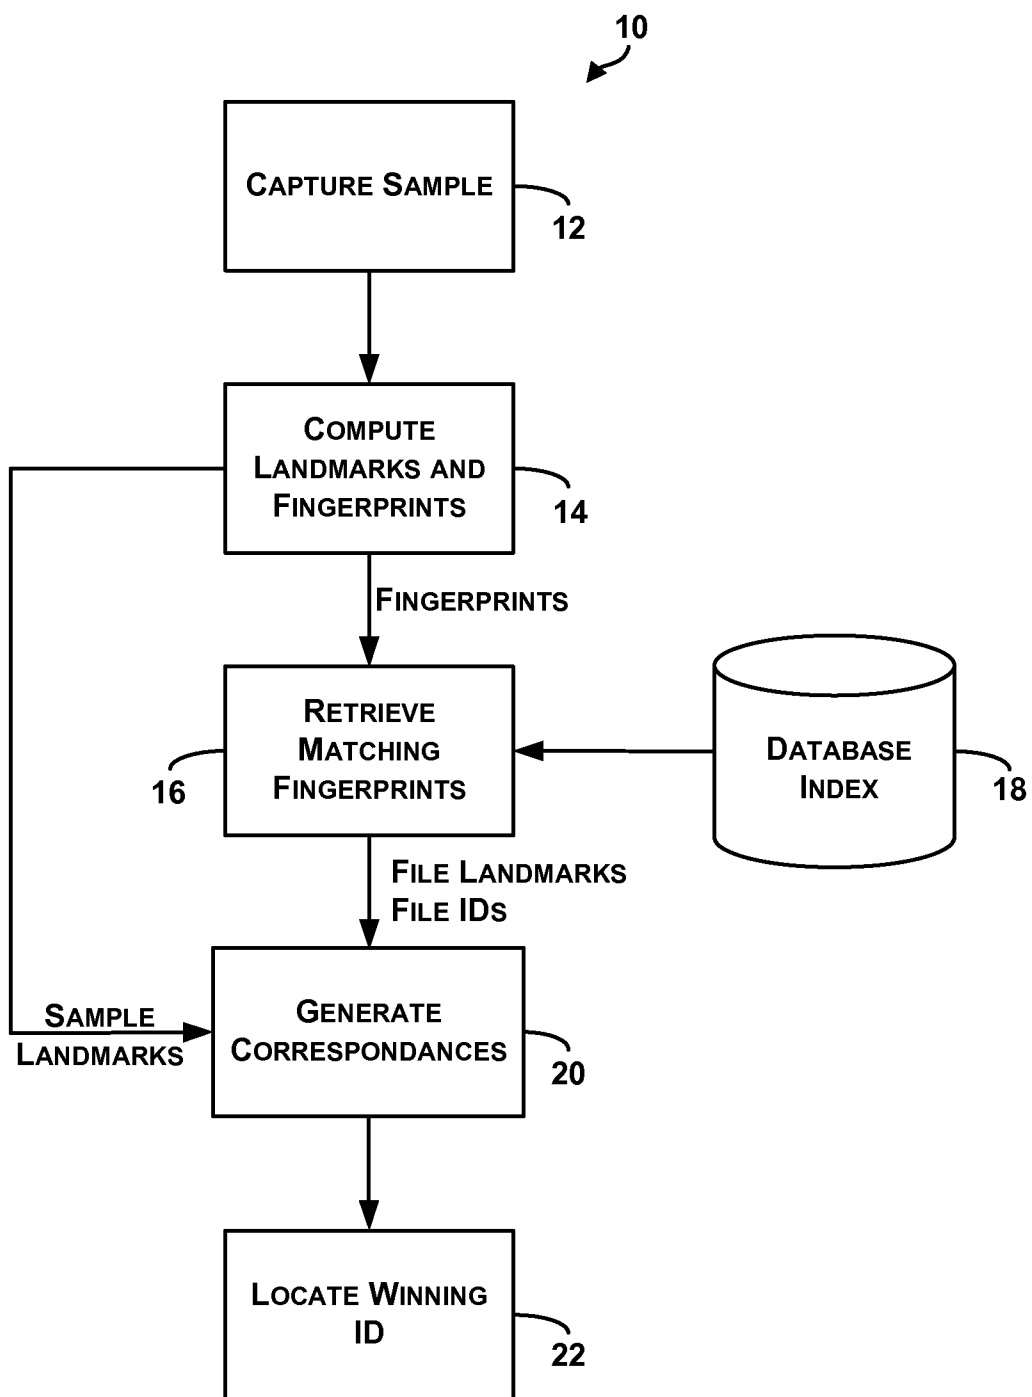 10
CAPTURE SAMPLE
12
COMPUTE
LANDMARKS AND
FINGERPRINTS
14
FINGERPRINTS
RETRIEVE
MATCHING
FINGERPRINTS
16
DATABASE
INDEX
18
FILE LANDMARKS
FILE IDS
SAMPLE
LANDMARKS
GENERATE
CORRESPONDANCES
20
LOCATE WINNING
ID
22